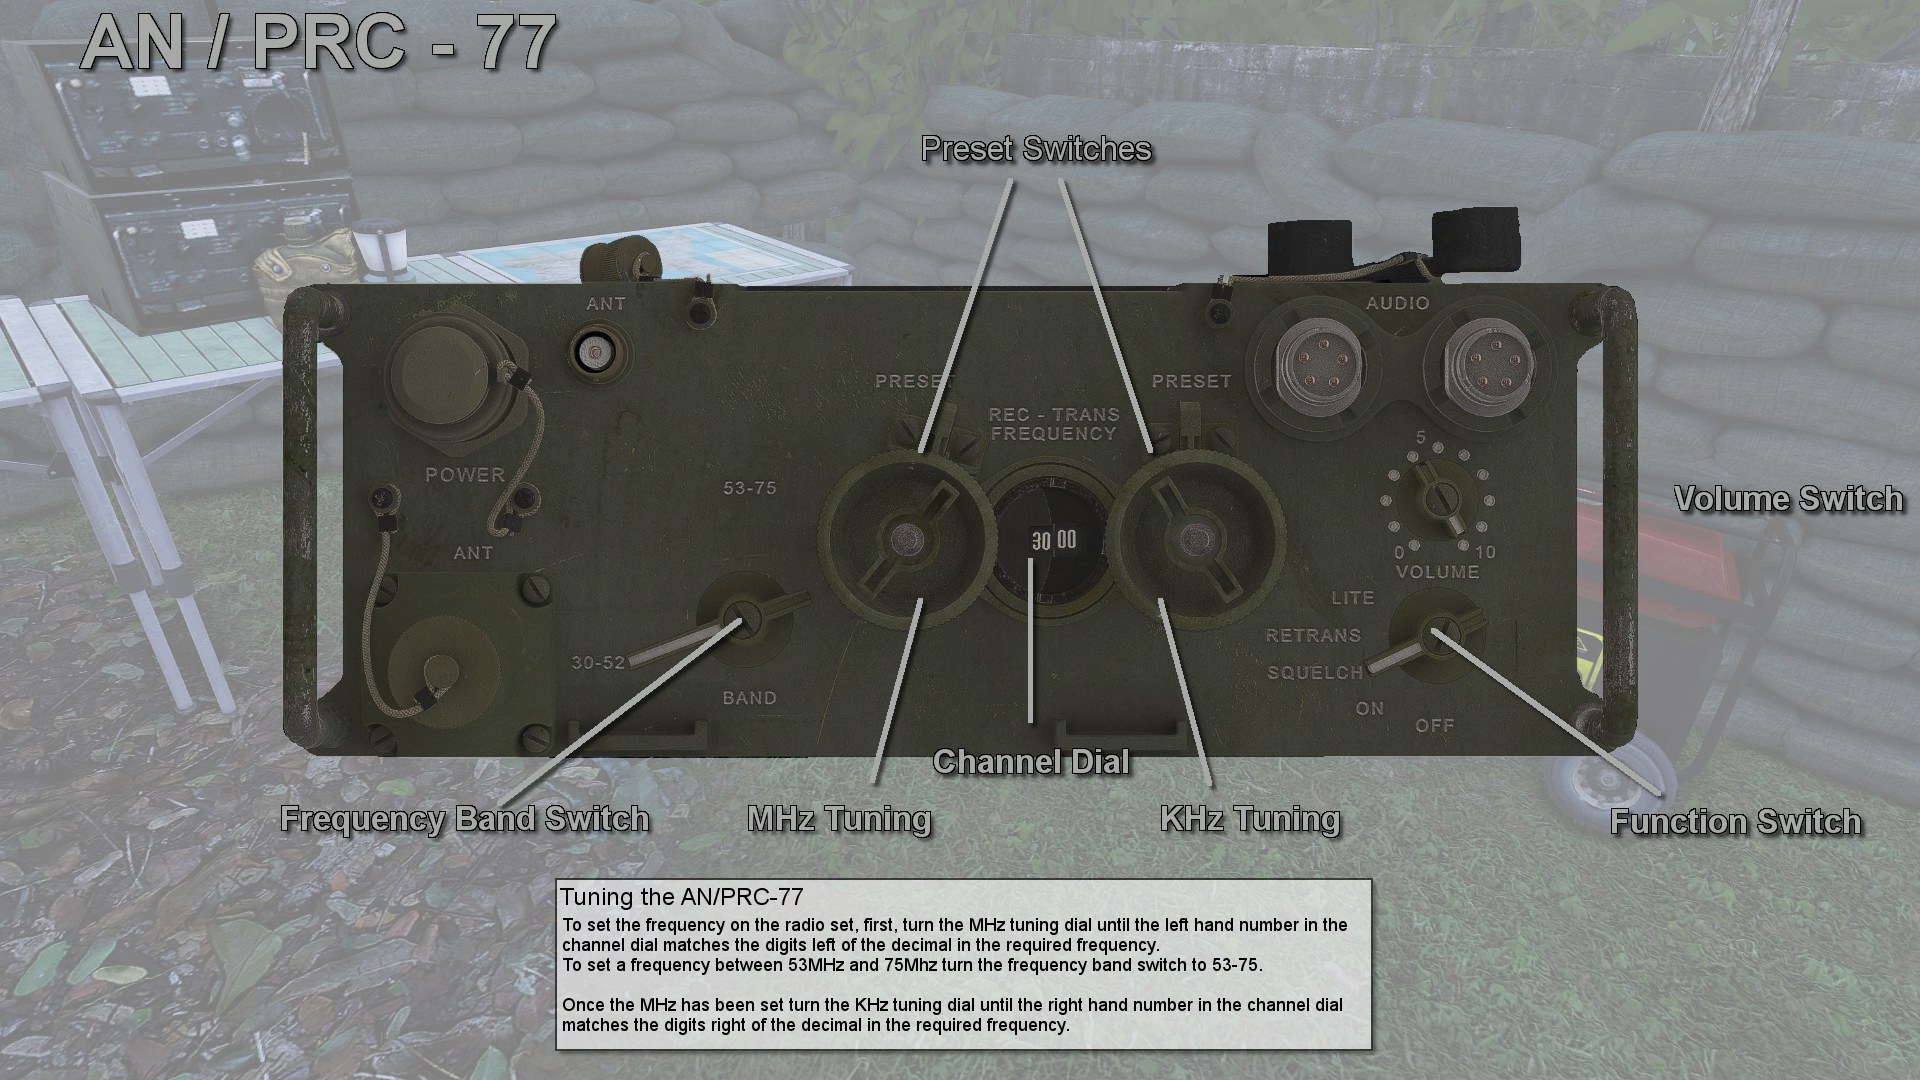 AN / PRC - 77
Preset Switches
ANT
AUDIO
PRESET
PRESET
REC - TRANS
FREQUENCY
5
POWER
53-75
Volume Switch
30 00
ANT
0
10
VOLUME
LITE
RETRANS
30-52
SQUELCH
BAND
ON
OFF
Channel Dial
Frequency Band Switch
MHz Tuning
KHz Tuning
Function Switch
Tuning the AN/PRC-77
To set the frequency on the radio set, first, turn the MHz tuning dial until the left hand number in the
channel dial matches the digits left of the decimal in the required frequency.
To set a frequency between 53MHz and 75Mhz turn the frequency band switch to 53-75.
Once the MHz has been set turn the KHz tuning dial until the right hand number in the channel dial
matches the digits right of the decimal in the required frequency.